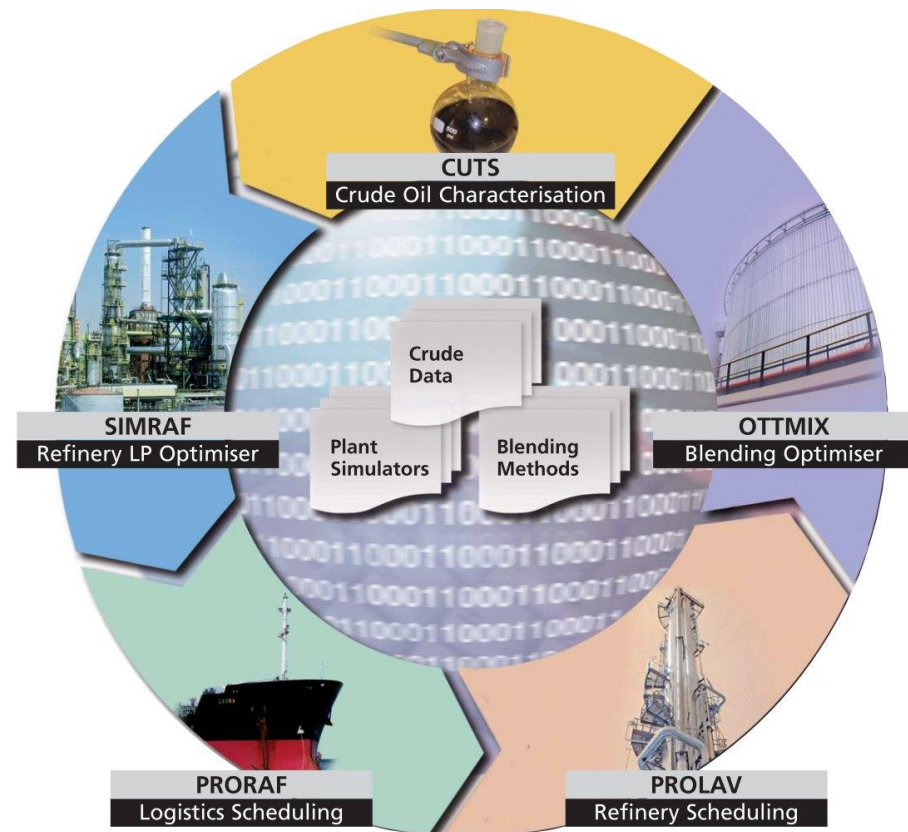 CUTS
Crude Oil Characterisation
Crude
Data
Plant
Simulators
Blending
Methods
SIMRAF
Refinery LP Optimiser
OTTMIX
Blending Optimiser
PRORAF
Logistics Scheduling
PROLAV
Refinery Scheduling